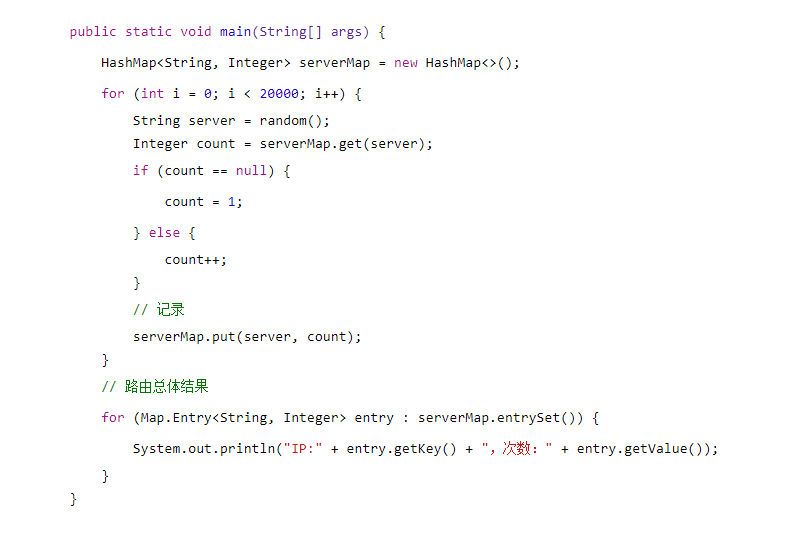 public static void main(String[] args) {
HashMap<String, Integer> serverMap = new HashMap<>();
for (int i = 0; i < 20000; i++) {
String server = random();
Integer count = serverMap.get(server);
if (count == null) {
count = 1;
} else {
count++;
}
// 记录
serverMap.put(server, count);
}
// 路由总体结果
for (Map.Entry<String, Integer> entry : serverMap.entrySet()) {
System.out.println("IP:" + entry.getKey() + ", 次数：" + entry.getValue());
}
}